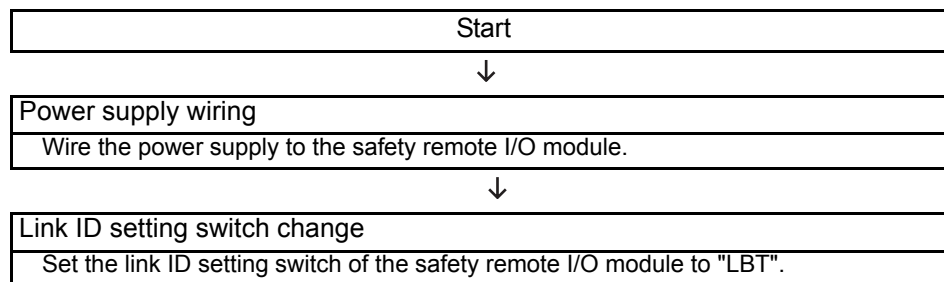 Start
↓
Power supply wiring
Wire the power supply to the safety remote I/O module.
↓
Link ID setting switch change
Set the link ID setting switch of the safety remote I/O module to "LBT".